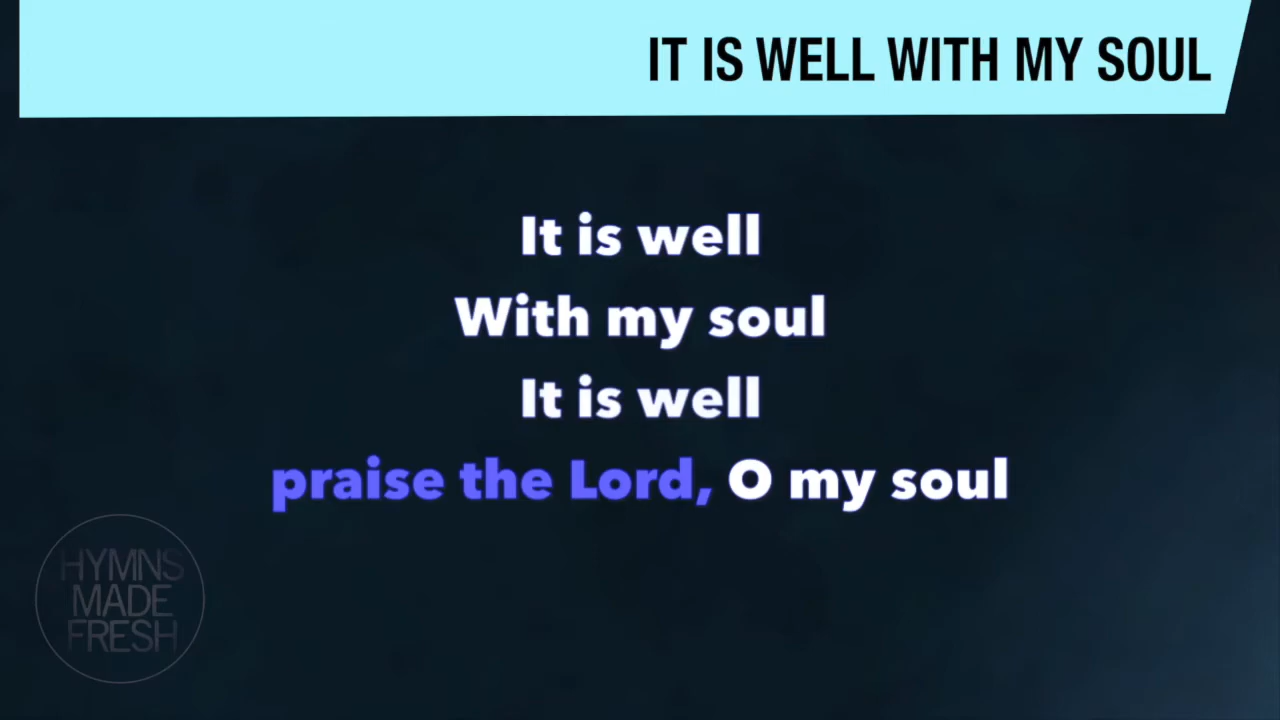 IT IS WELL WITH MY SOUL
It is well
With my soul
It is well
praise the Lord, O my soul
HYMNS
MADE
FRESH